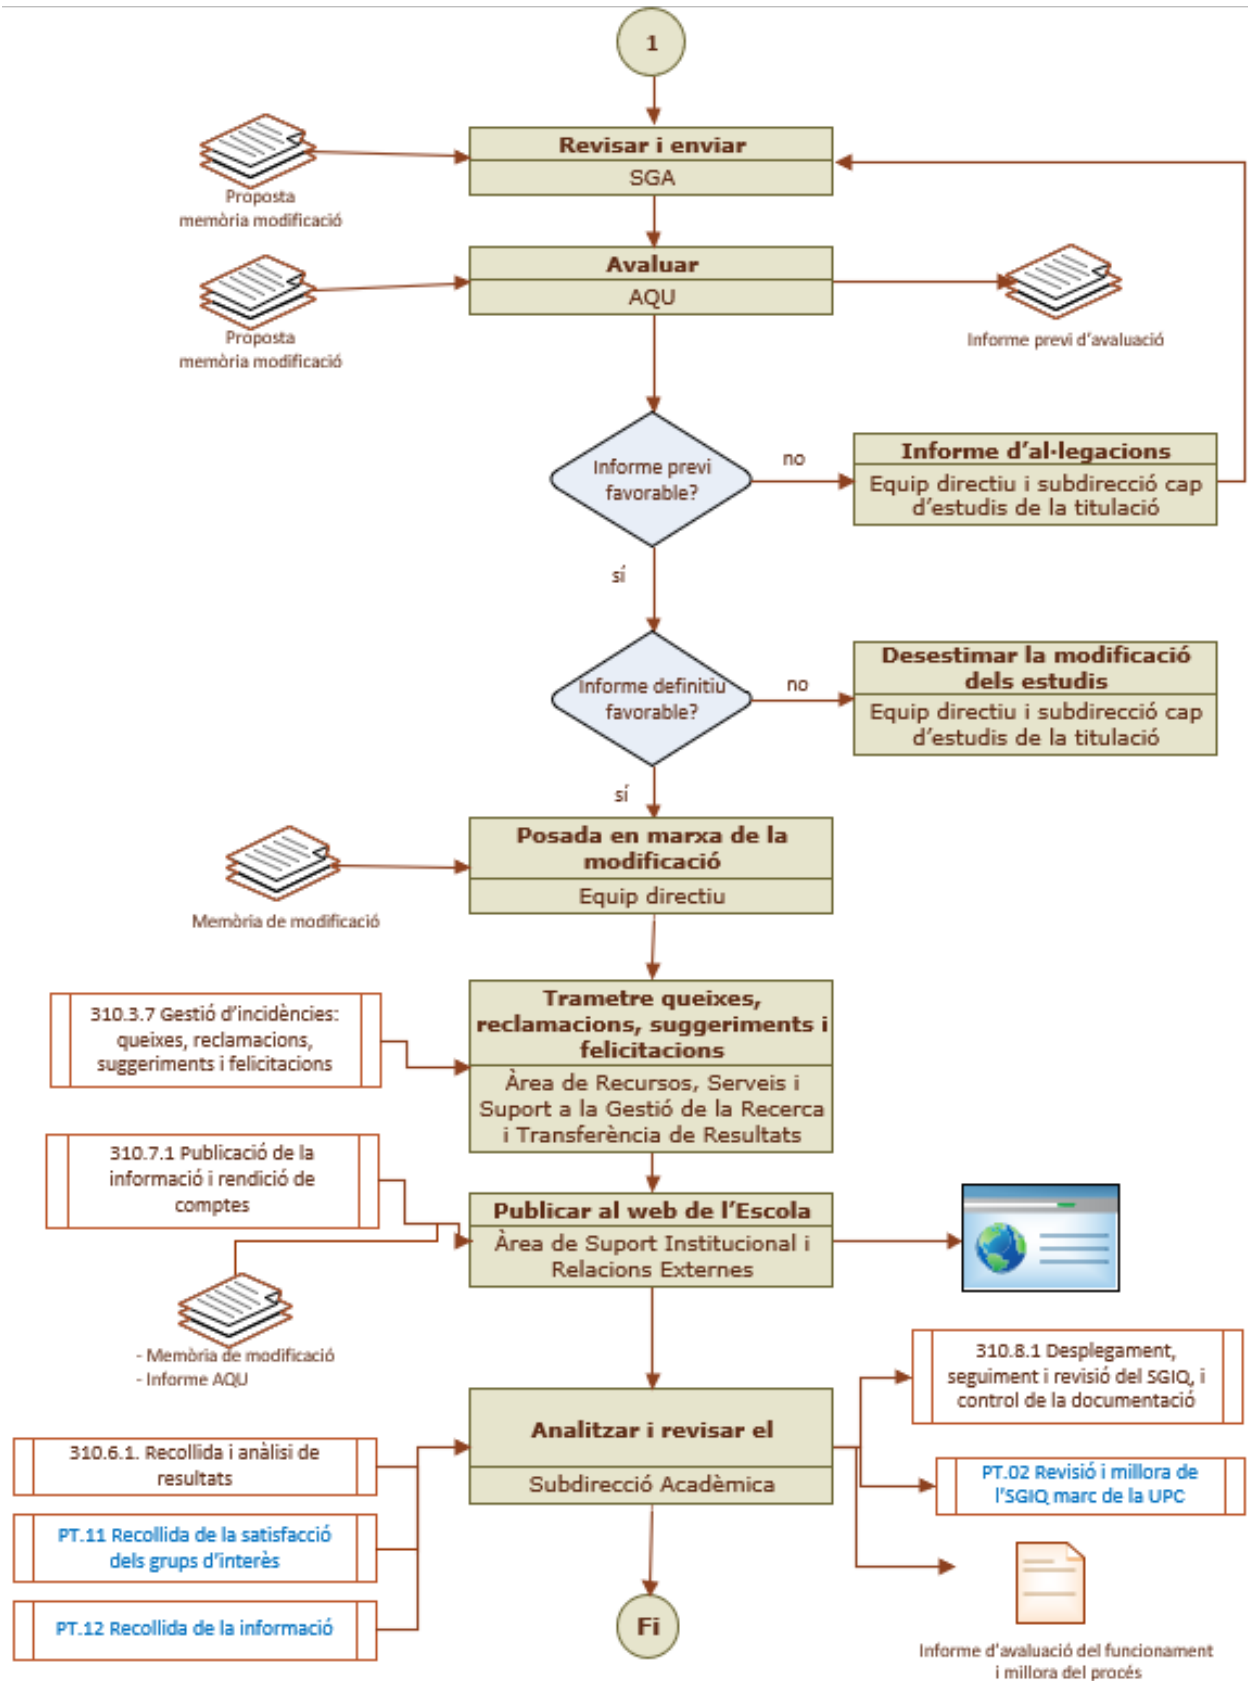 1
Revisar i enviar
SGA
Proposta
memòria modificació
Avaluar
AQU
Proposta
memòria modificació
Informe previ d'avaluació
Informe previ
favorable?
no
Informe d'al·legacions
Equip directiu i subdirecció cap
d'estudis de la titulació
sí
Informe definitiu
favorable?
no
Desestimar la modificació
dels estudis
Equip directiu i subdirecció cap
d'estudis de la titulació
sí
Posada en marxa de la
modificació
Equip directiu
Memòria de modificació
Trametre queixes,
reclamacions, suggeriments i
felicitacions
Àrea de Recursos, Serveis i
Suport a la Gestió de la Recerca
i Transferència de Resultats
310.3.7 Gestió d'incidències:
queixes, reclamacions,
suggeriments i felicitacions
310.7.1 Publicació de la
informació i rendició de
comptes
Publicar al web de l'Escola
Àrea de Suport Institucional i
Relacions Externes
- Memòria de modificació
- Informe AQU
310.8.1 Desplegament,
seguiment i revisió del SGIQ, i
control de la documentació
Analitzar i revisar el
Subdirecció Acadèmica
310.6.1. Recollida i anàlisi de
resultats
PT.02 Revisió i millora de
l'SGIQ marc de la UPC
PT.11 Recollida de la satisfacció
dels grups d'interès
PT.12 Recollida de la informació
Fi
Informe d'avaluació del funcionament
i millora del procés